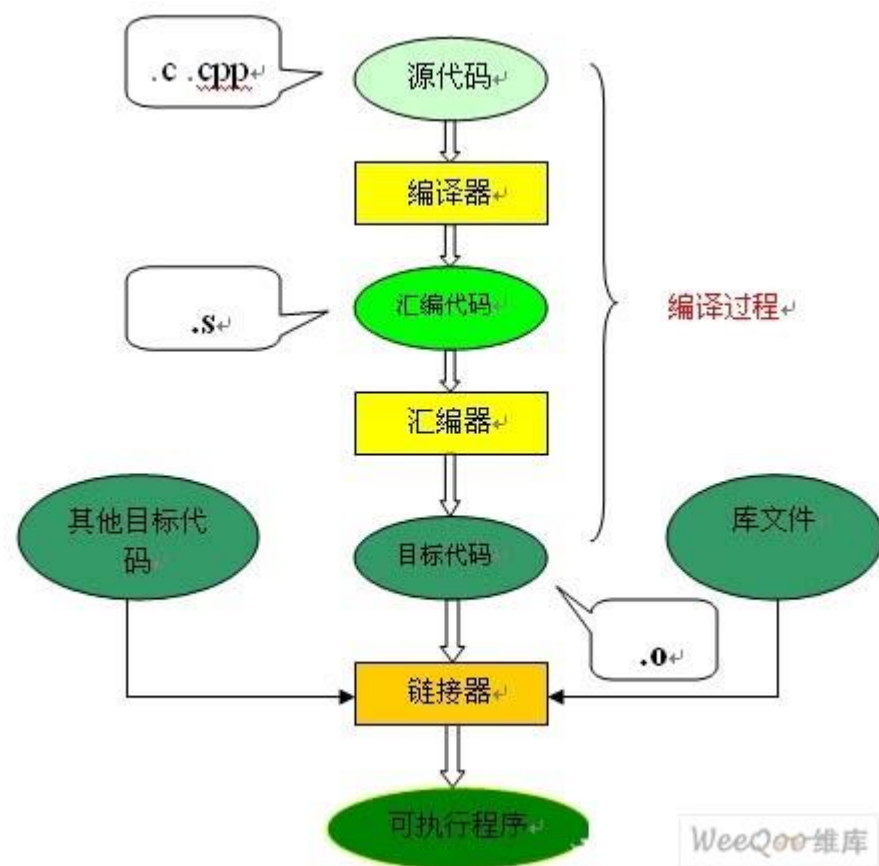 .c .cpp
源代码
编译器
汇编代码
.s
编译过程
汇编器
其他目标代
码
目标代码
库文件
.o
链接器
可执行程序
WeeQoo维库